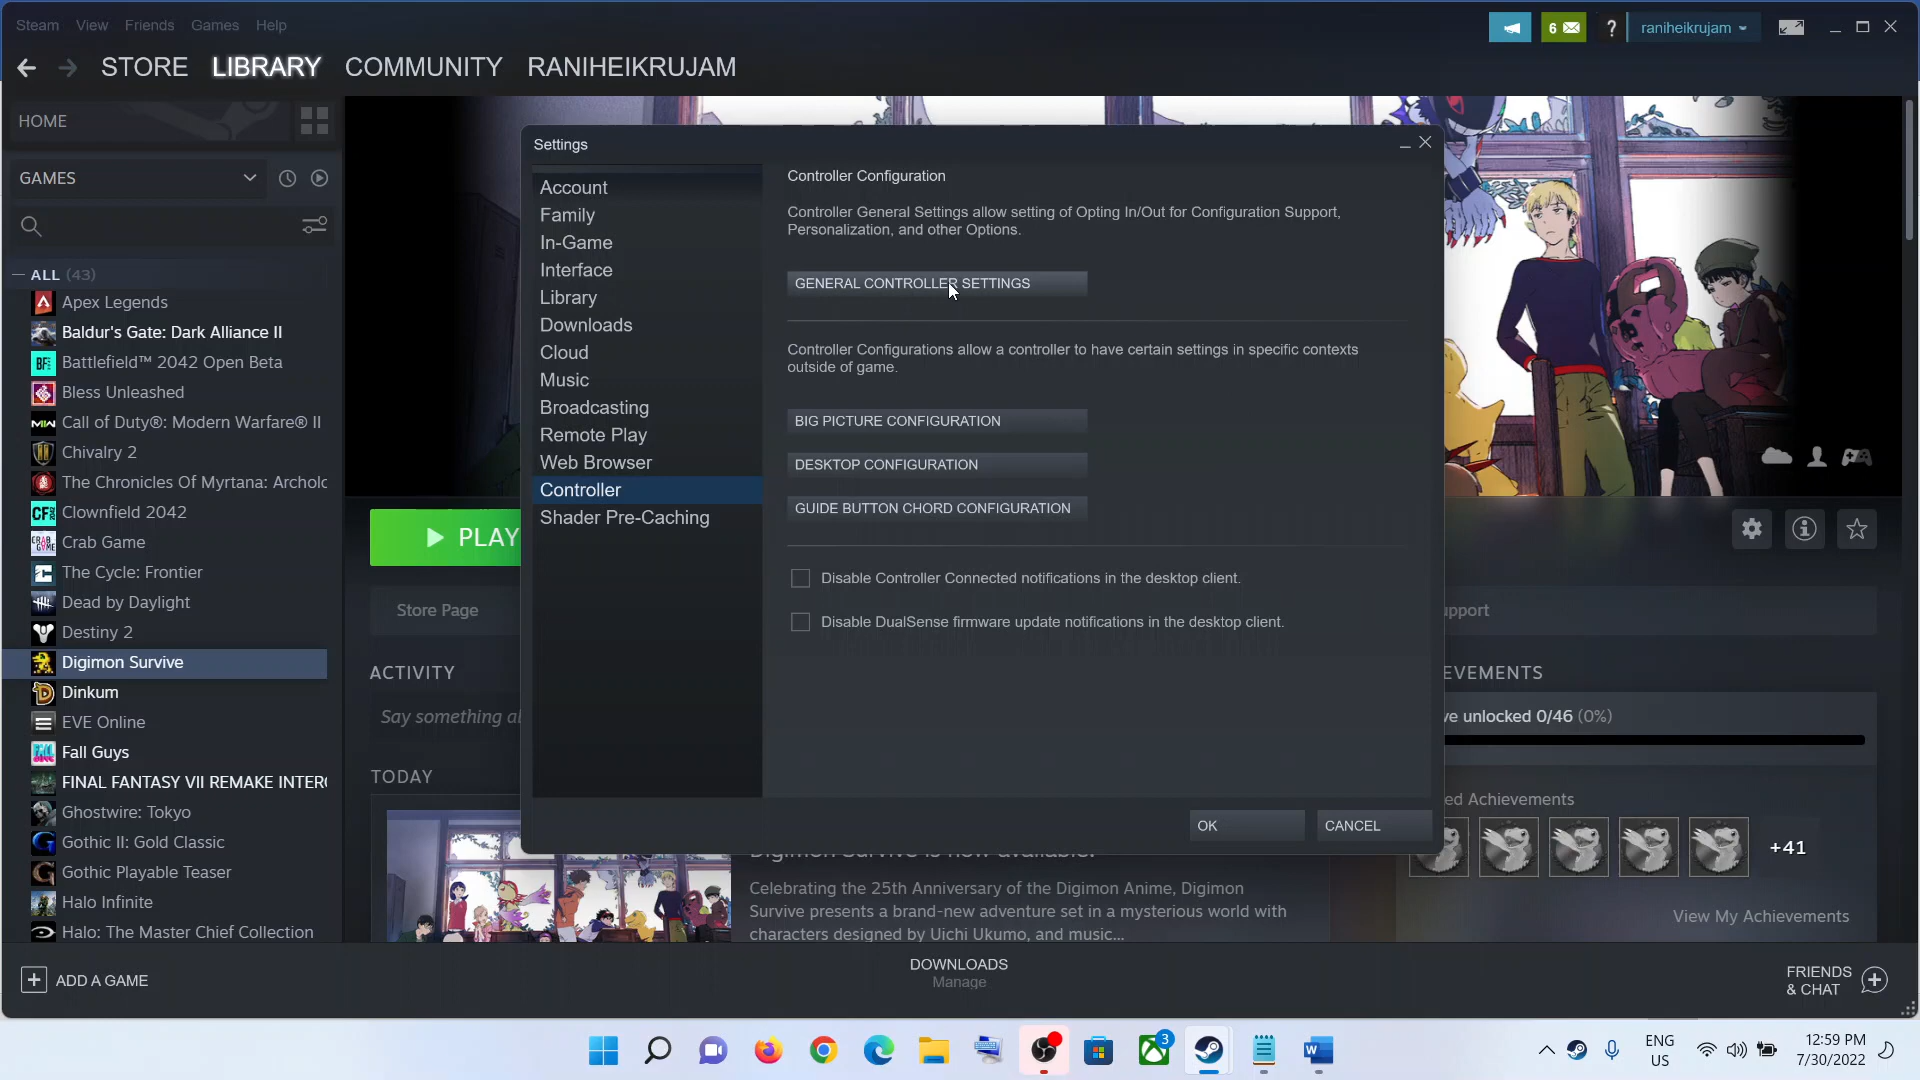 Steam View Friends Games Help
6 ? raniheikrujam
STORE LIBRARY COMMUNITY RANIHEIKRUJAM
HOME
GAMES
ALL (43)
Apex Legends
Baldur's Gate: Dark Alliance II
Battlefield™ 2042 Open Beta
Bless Unleashed
Call of Duty®: Modern Warfare® II
Chivalry 2
The Chronicles Of Myrtana: Archolc
Clownfield 2042
Crab Game
The Cycle: Frontier
Dead by Daylight
Destiny 2
Digimon Survive
Dinkum
EVE Online
Fall Guys
FINAL FANTASY VII REMAKE INTER
Ghostwire: Tokyo
Gothic II: Gold Classic
Gothic Playable Teaser
Halo Infinite
Halo: The Master Chief Collection
Settings
Account
Family
In-Game
Interface
Library
Downloads
Cloud
Music
Broadcasting
Remote Play
Web Browser
Controller
Shader Pre-Caching
Controller Configuration
Controller General Settings allow setting of Opting In/Out for Configuration Support,
Personalization, and other Options.
GENERAL CONTROLLER SETTINGS
Controller Configurations allow a controller to have certain settings in specific contexts
outside of game.
BIG PICTURE CONFIGURATION
DESKTOP CONFIGURATION
GUIDE BUTTON CHORD CONFIGURATION
Disable Controller Connected notifications in the desktop client.
Disable DualSense firmware update notifications in the desktop client.
OK CANCEL
PLAY
Store Page
upport
ACTIVITY
Say something a
TODAY
EVEMENTS
ve unlocked 0/46 (0%)
ed Achievements
+41
View My Achievements
Digimon Survive is now available!
Celebrating the 25th Anniversary of the Digimon Anime, Digimon
Survive presents a brand-new adventure set in a mysterious world with
characters designed by Uichi Ukumo, and music...
ADD A GAME
DOWNLOADS
Manage
FRIENDS
& CHAT
3
ENG
US
12:59 PM
7/30/2022